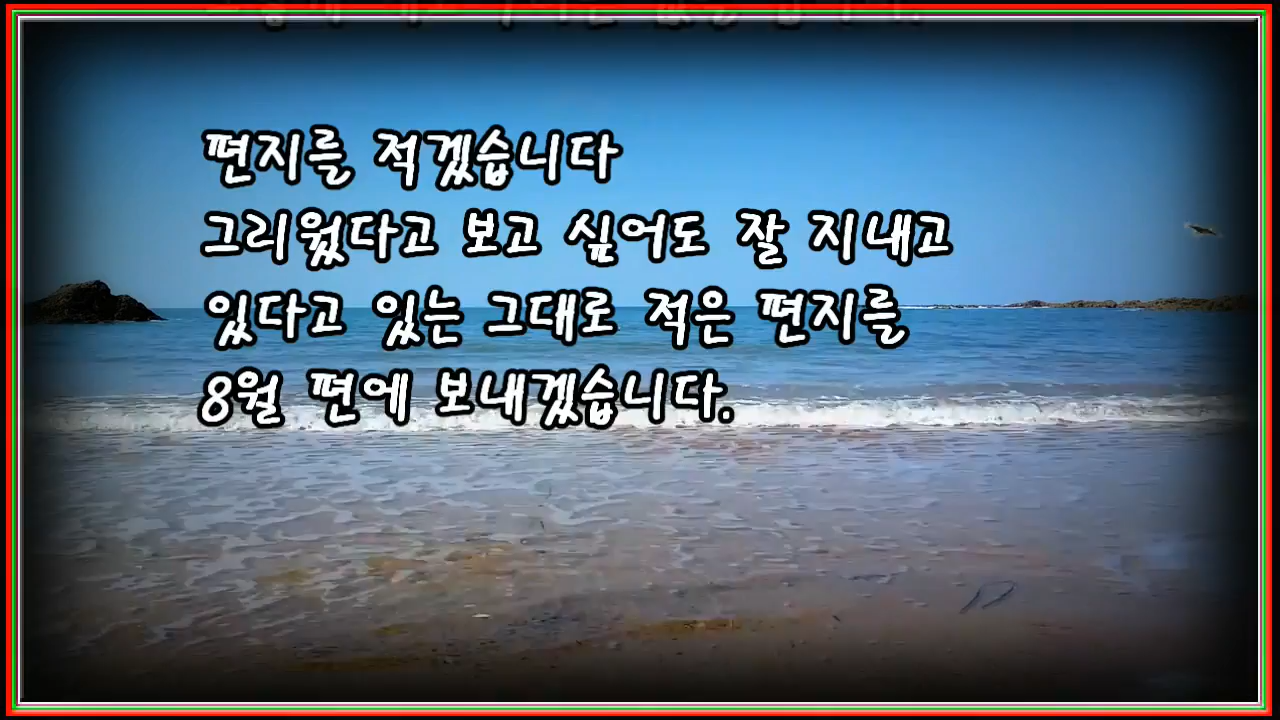 편지를 적겠습니다
그리웠다고 보고 싶어도 잘 지내고
있다고 있는 그대로 적은 편지를
8월 편에 보내겠습니다.